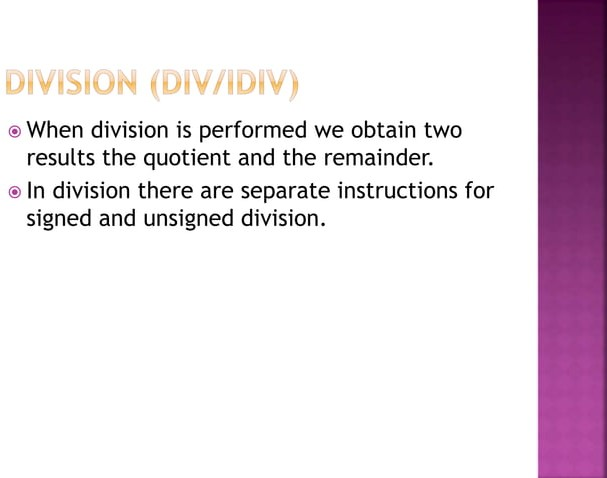 DIVISION (DIV/IDIV)
When division is performed we obtain two
results the quotient and the remainder.
In division there are separate instructions for
signed and unsigned division.